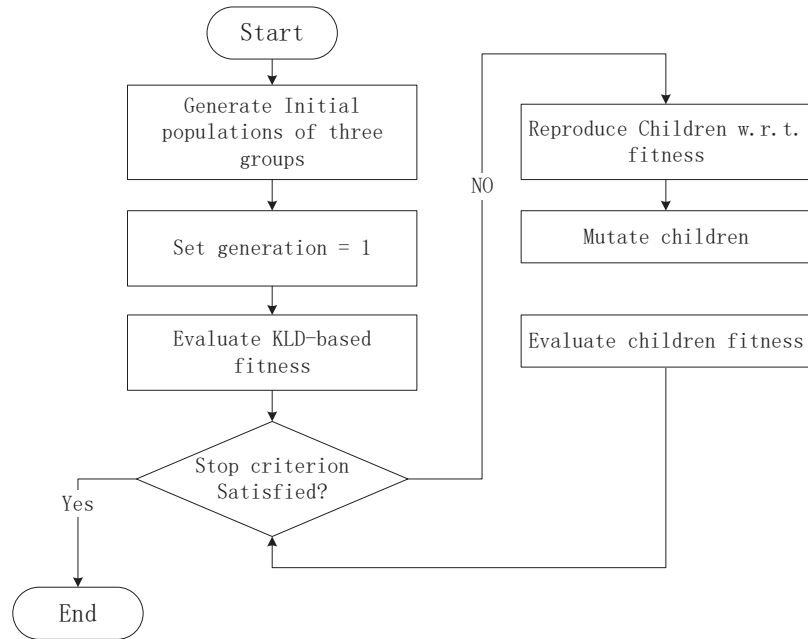 Start
Generate Initial
populations of three
groups
Set generation = 1
Evaluate KLD-based
fitness
Stop criterion
Satisfied?
Yes
End
NO
Reproduce Children w.r.t.
fitness
Mutate children
Evaluate children fitness